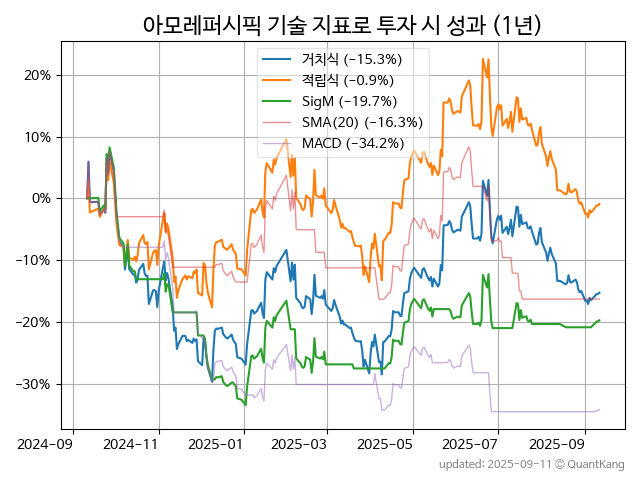 아모레퍼시픽 기술 지표로 투자 시 성과 (1년)
거치식 (−15.3%)
적립식 (−0.9%)
SigM (−19.7%)
SMA(20) (−16.3%)
MACD (−34.2%)
20%
10%
0%
−10%
−20%
−30%
2024-09
2024-11
2025-01
2025-03
2025-05
2025-07
2025-09
updated: 2025-09-11 © QuantKang